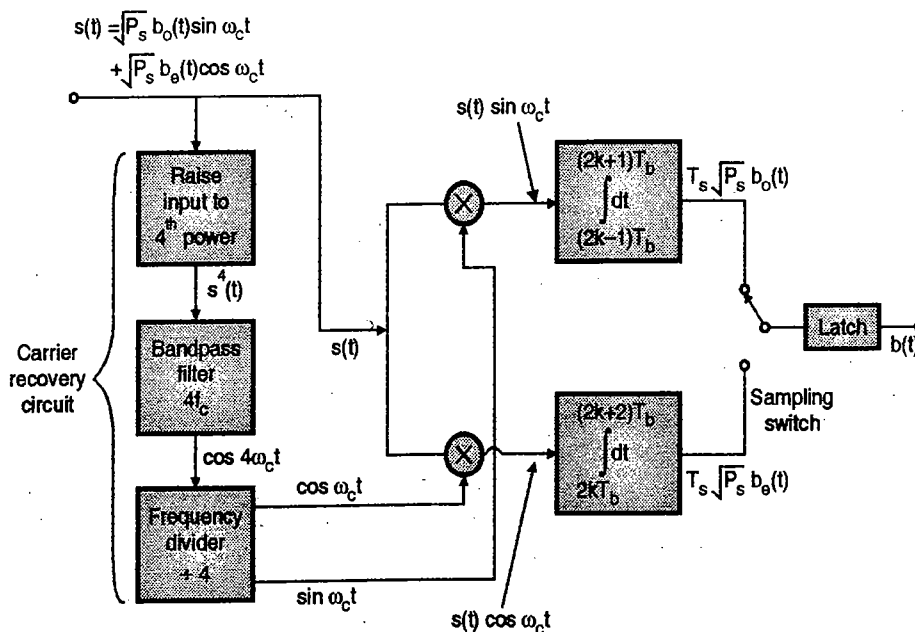 s(t) = √P_s b_o(t) sin ω_c t
+ √P_s b_e(t) cos ω_c t
Raise
input to
4^th power
s^4(t)
Carrier
recovery
circuit
Bandpass
filter
4f_c
cos 4ω_c t
Frequency
divider
÷ 4
cos ω_c t
sin ω_c t
s(t)
×
×
s(t) sin ω_c t
s(t) cos ω_c t
(2k+1)T_b
∫dt
(2k−1)T_b
T_s √P_s b_o(t)
(2k+2)T_b
∫dt
2kT_b
T_s √P_s b_e(t)
Sampling
switch
Latch
b(t)